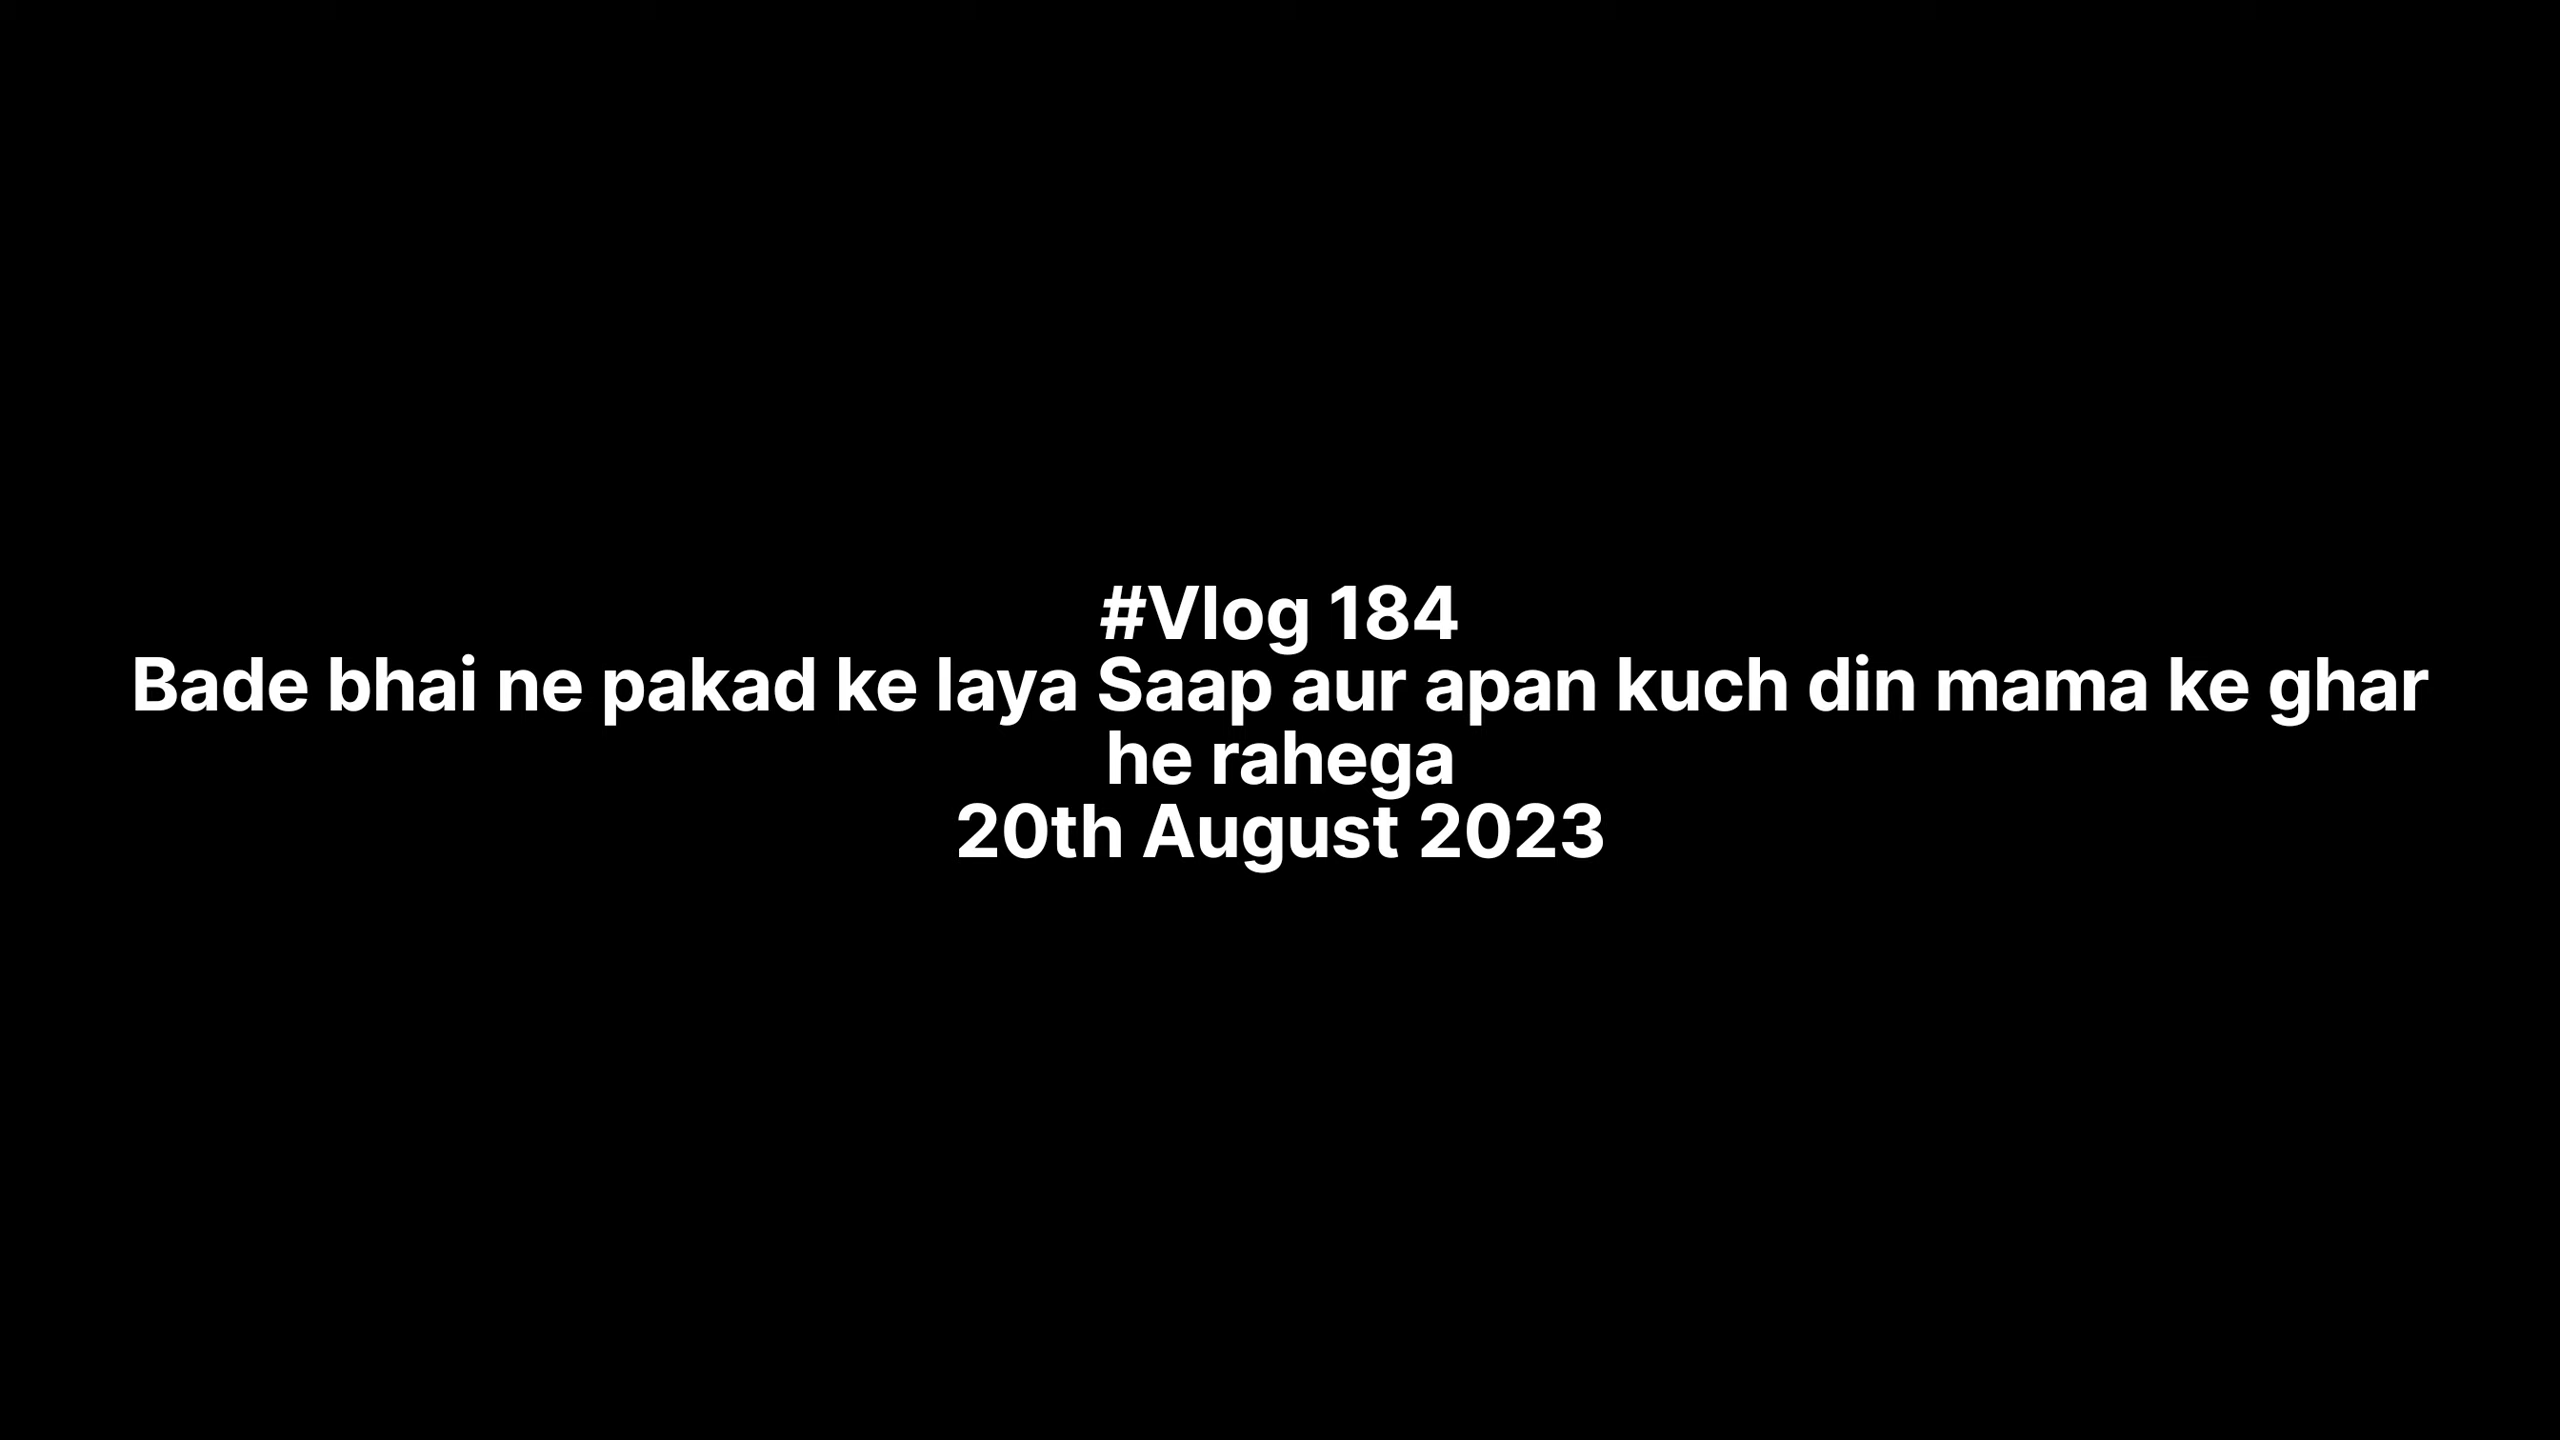 #Vlog 184
Bade bhai ne pakad ke laya Saap aur apan kuch din mama ke ghar
he rahega
20th August 2023